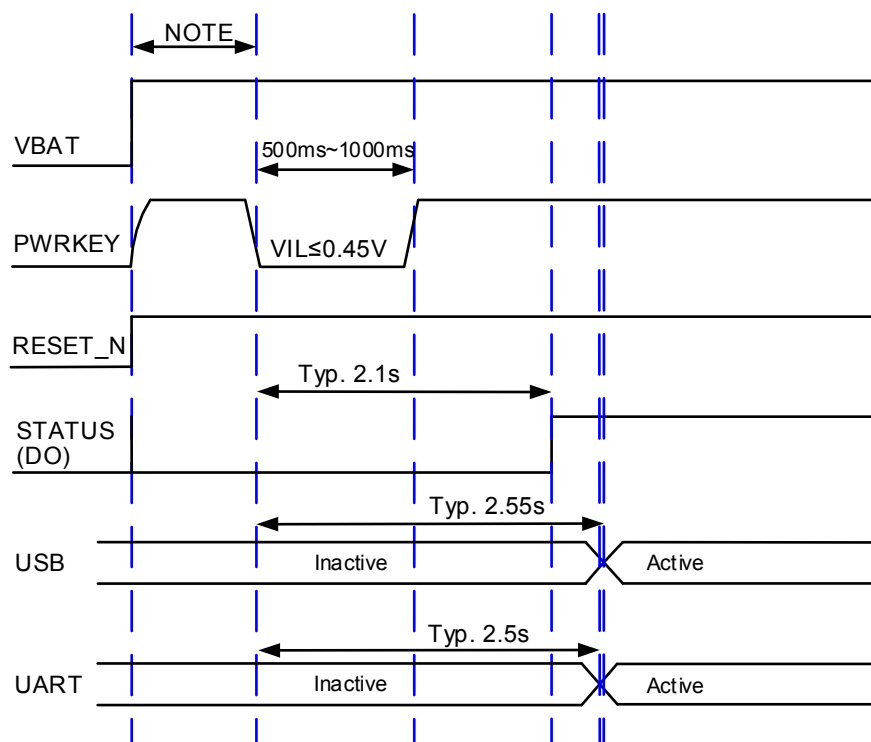 NOTE
VBAT
500ms~1000ms
PWRKEY
VIL≤0.45V
RESET_N
Typ. 2.1s
STATUS
(DO)
Typ. 2.55s
USB
Inactive
Active
Typ. 2.5s
UART
Inactive
Active